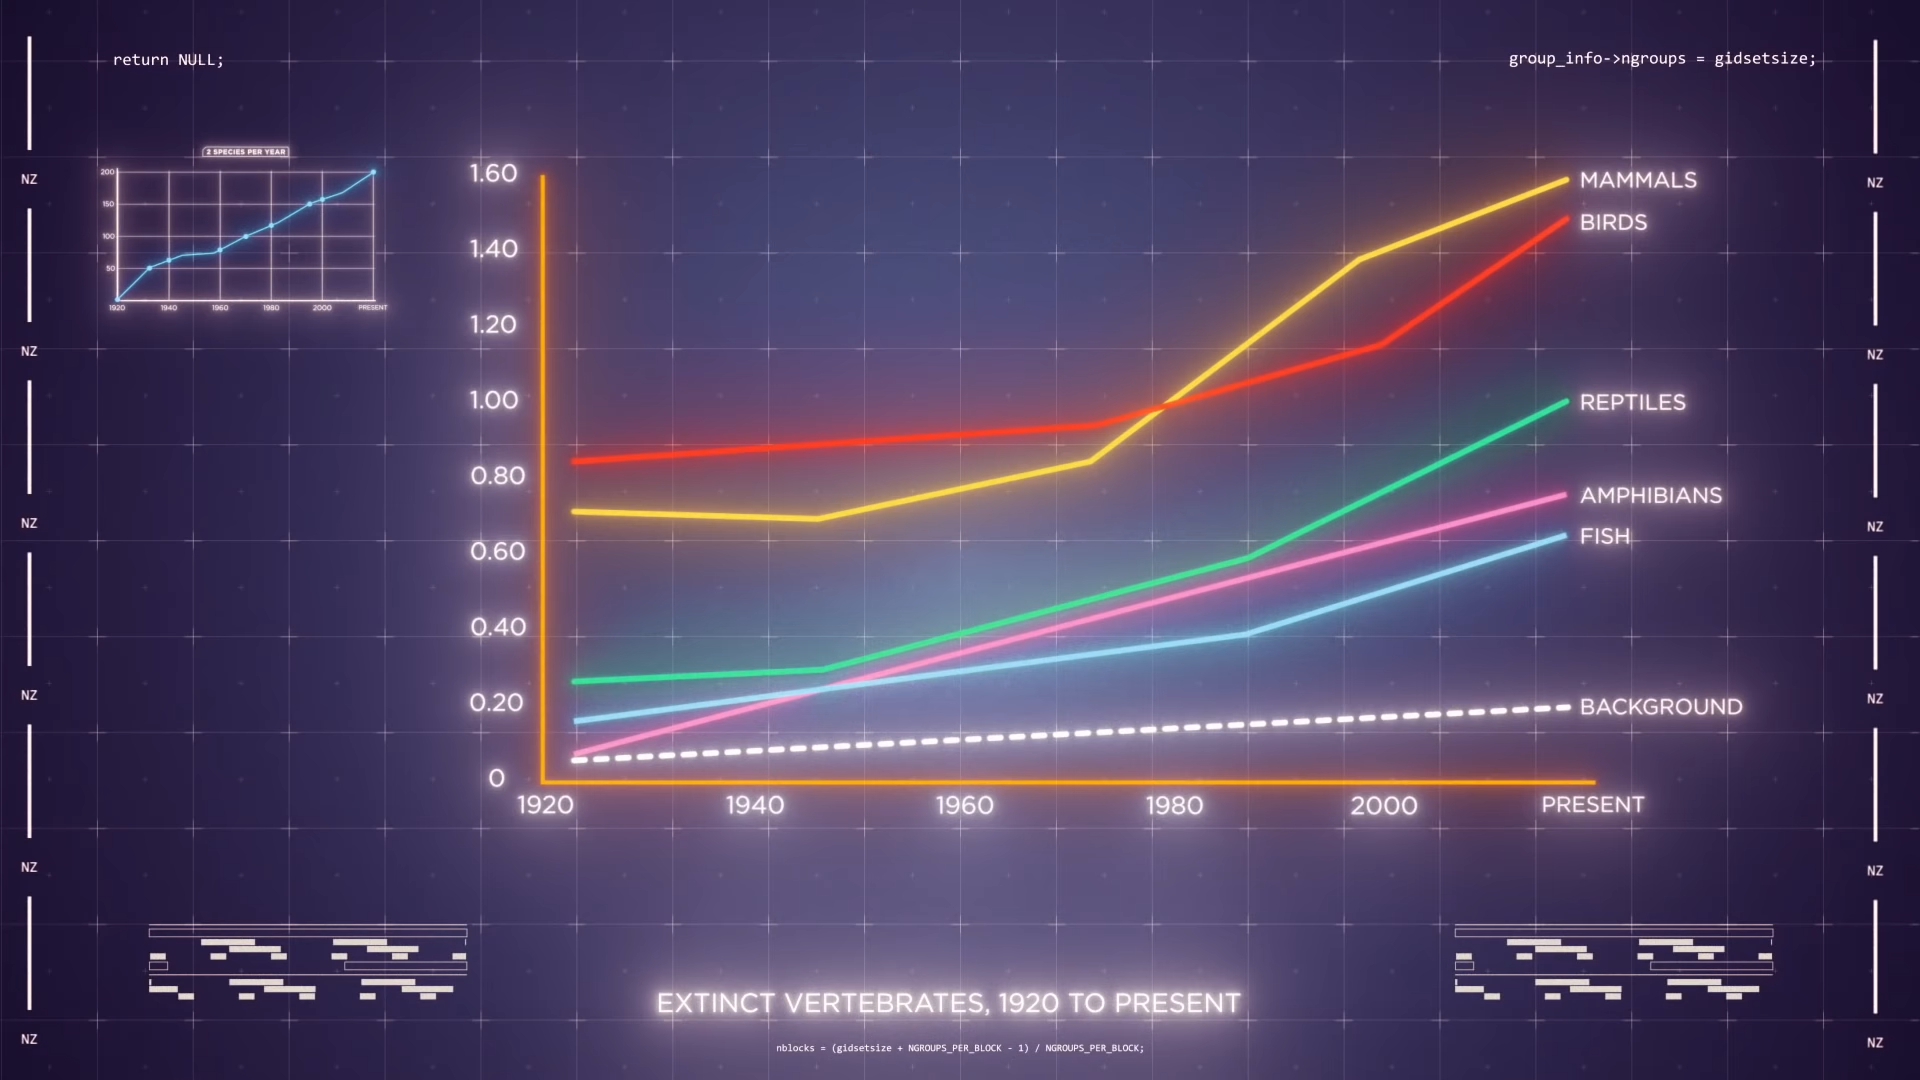 return NULL;
group_info->ngroups = gidsetsize;
2 SPECIES PER YEAR
200
150
100
50
1920 1940 1960 1980 2000 PRESENT
1.60
1.40
1.20
1.00
0.80
0.60
0.40
0.20
0
1920 1940 1960 1980 2000 PRESENT
MAMMALS
BIRDS
REPTILES
AMPHIBIANS
FISH
BACKGROUND
NZ
NZ
NZ
NZ
NZ
NZ
NZ
NZ
NZ
NZ
NZ
NZ
EXTINCT VERTEBRATES, 1920 TO PRESENT
nblocks = (gidsetsize + NGROUPS_PER_BLOCK - 1) / NGROUPS_PER_BLOCK;